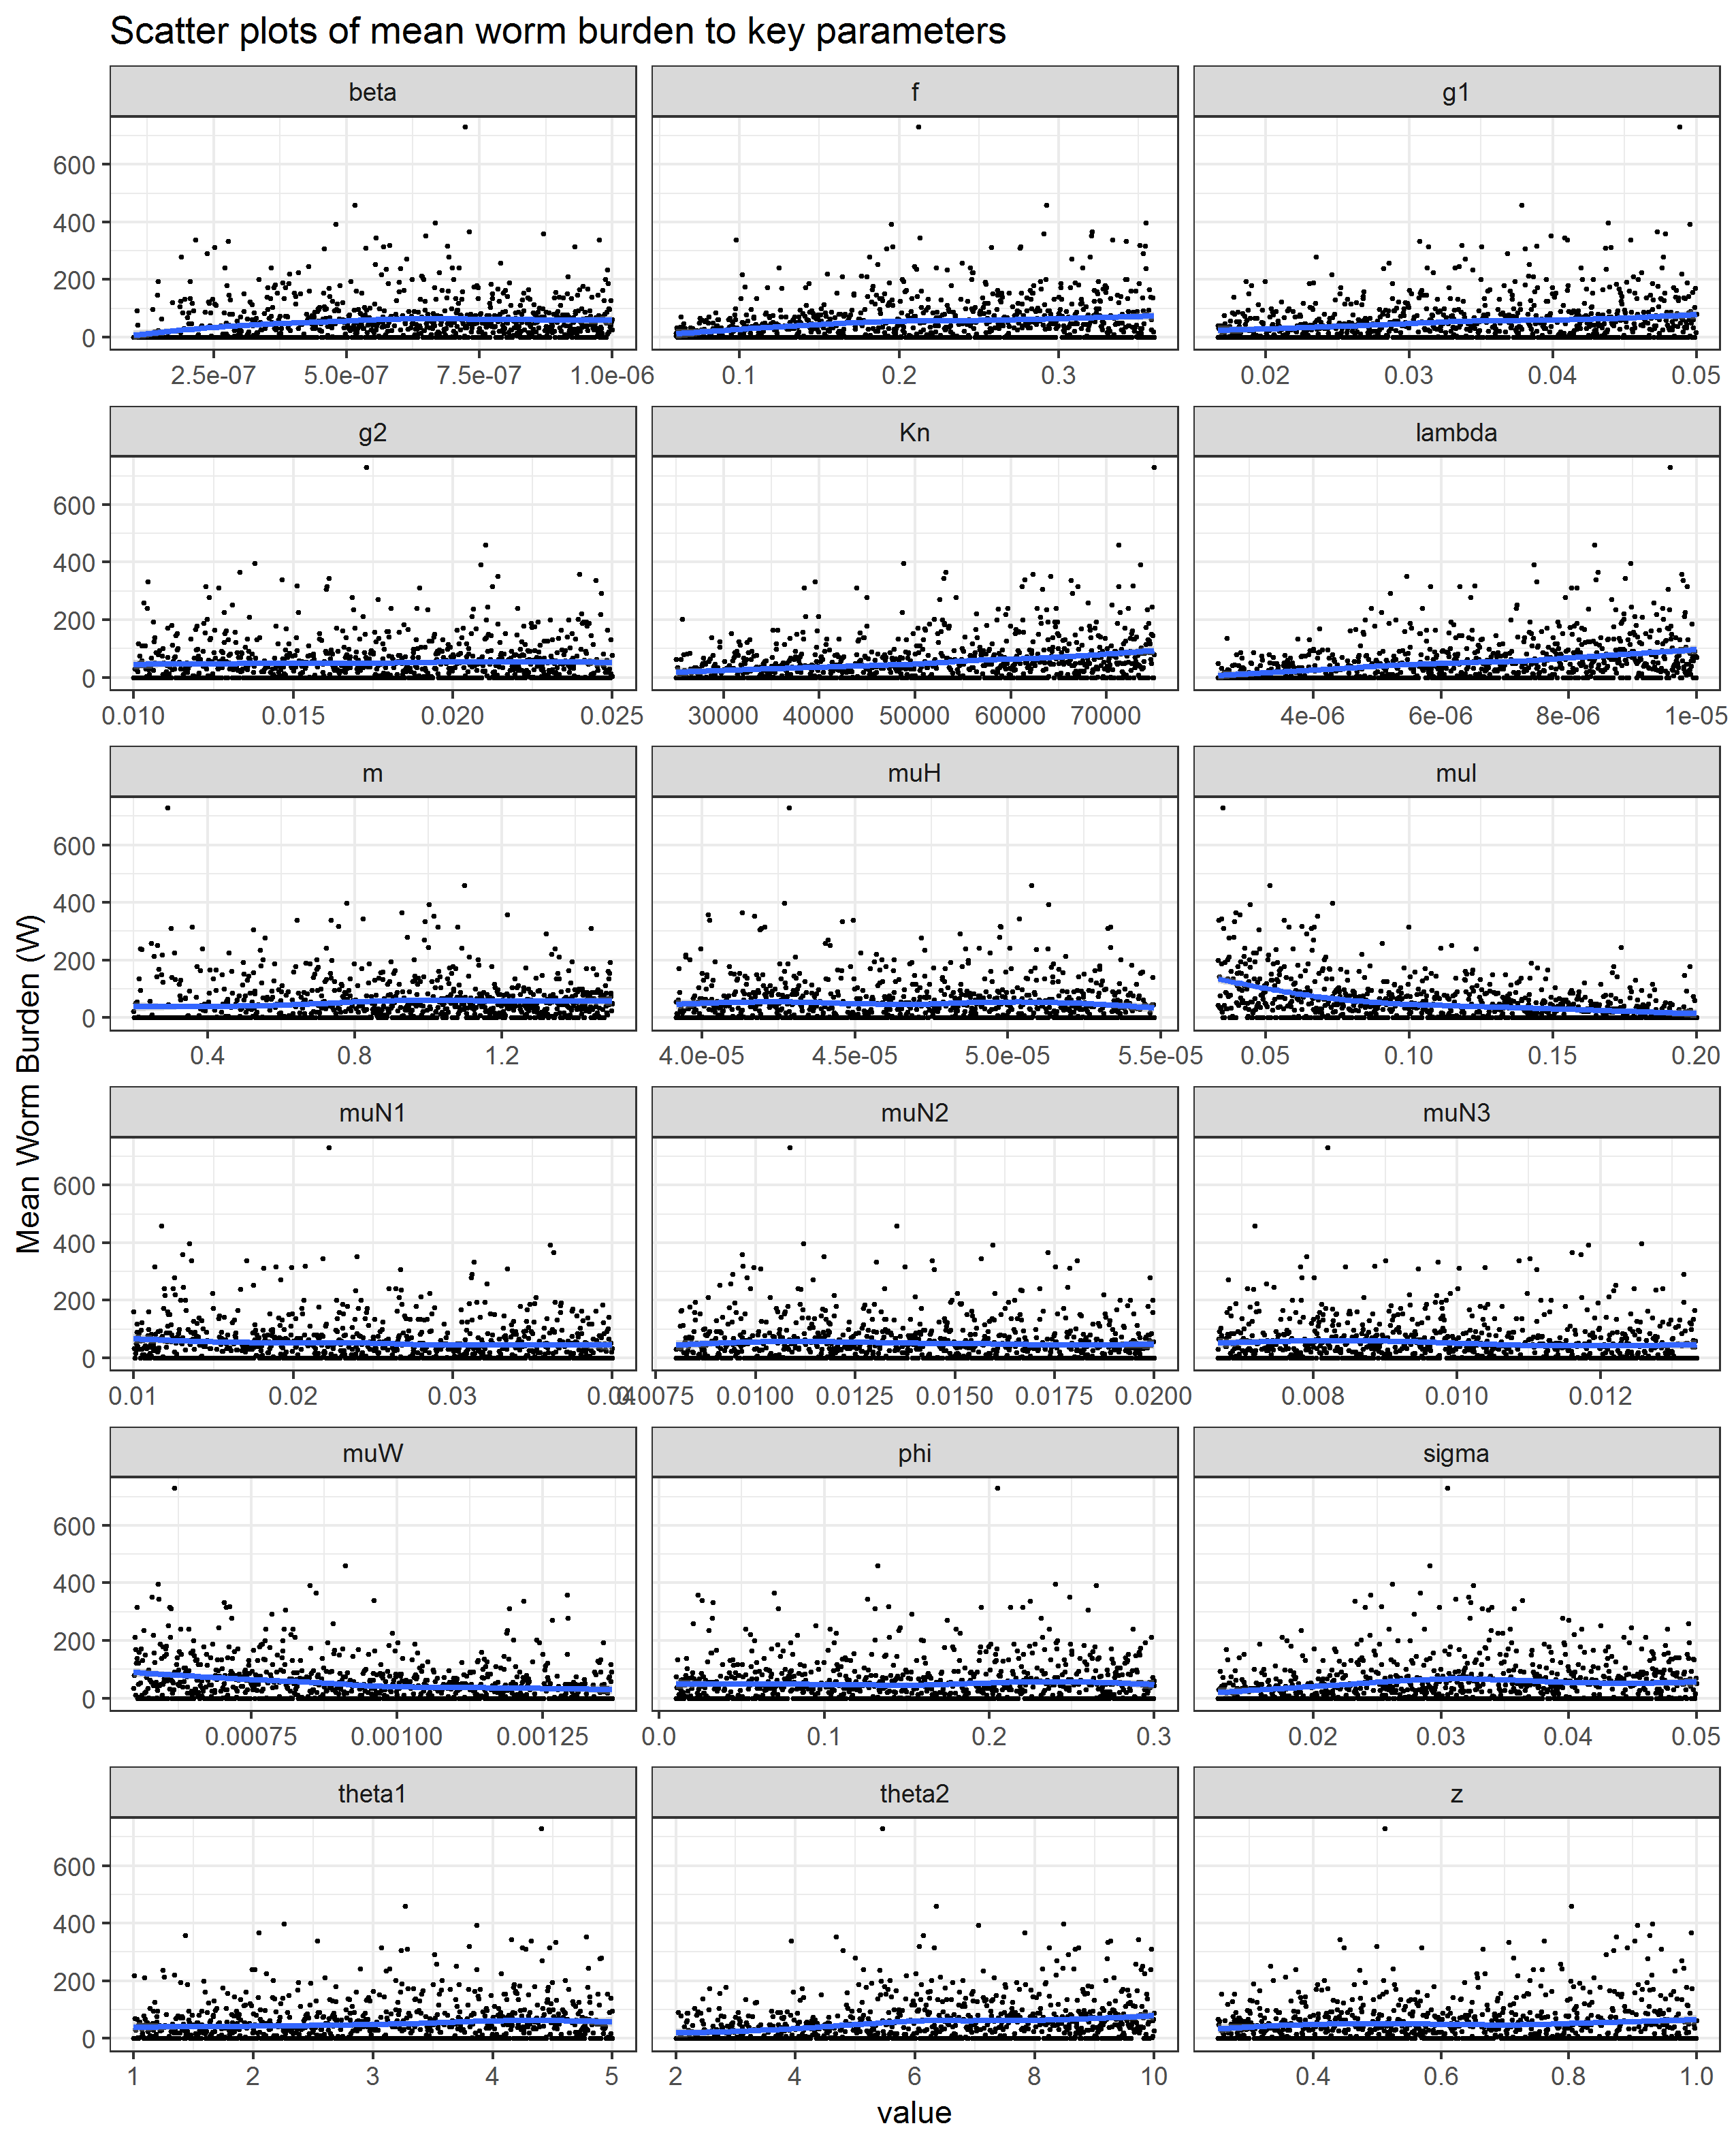 Scatter plots of mean worm burden to key parameters
beta f g1
600
400
200
0
2.5e-07 5.0e-07 7.5e-07 1.0e-06 0.1 0.2 0.3 0.02 0.03 0.04 0.05
g2 Kn lambda
600
400
200
0
0.010 0.015 0.020 0.025 30000 40000 50000 60000 70000 4e-06 6e-06 8e-06 1e-05
m muH muI
600
400
200
0
0.4 0.8 1.2 4.0e-05 4.5e-05 5.0e-05 5.5e-05 0.05 0.10 0.15 0.20
Mean Worm Burden (W)
muN1 muN2 muN3
600
400
200
0
0.01 0.02 0.03 0.04 0.0075 0.0100 0.0125 0.0150 0.0175 0.0200 0.008 0.010 0.012
muW phi sigma
600
400
200
0
0.00075 0.00100 0.00125 0.0 0.1 0.2 0.3 0.02 0.03 0.04 0.05
theta1 theta2 z
600
400
200
0
1 2 3 4 5 2 4 6 8 10 0.4 0.6 0.8 1.0
value